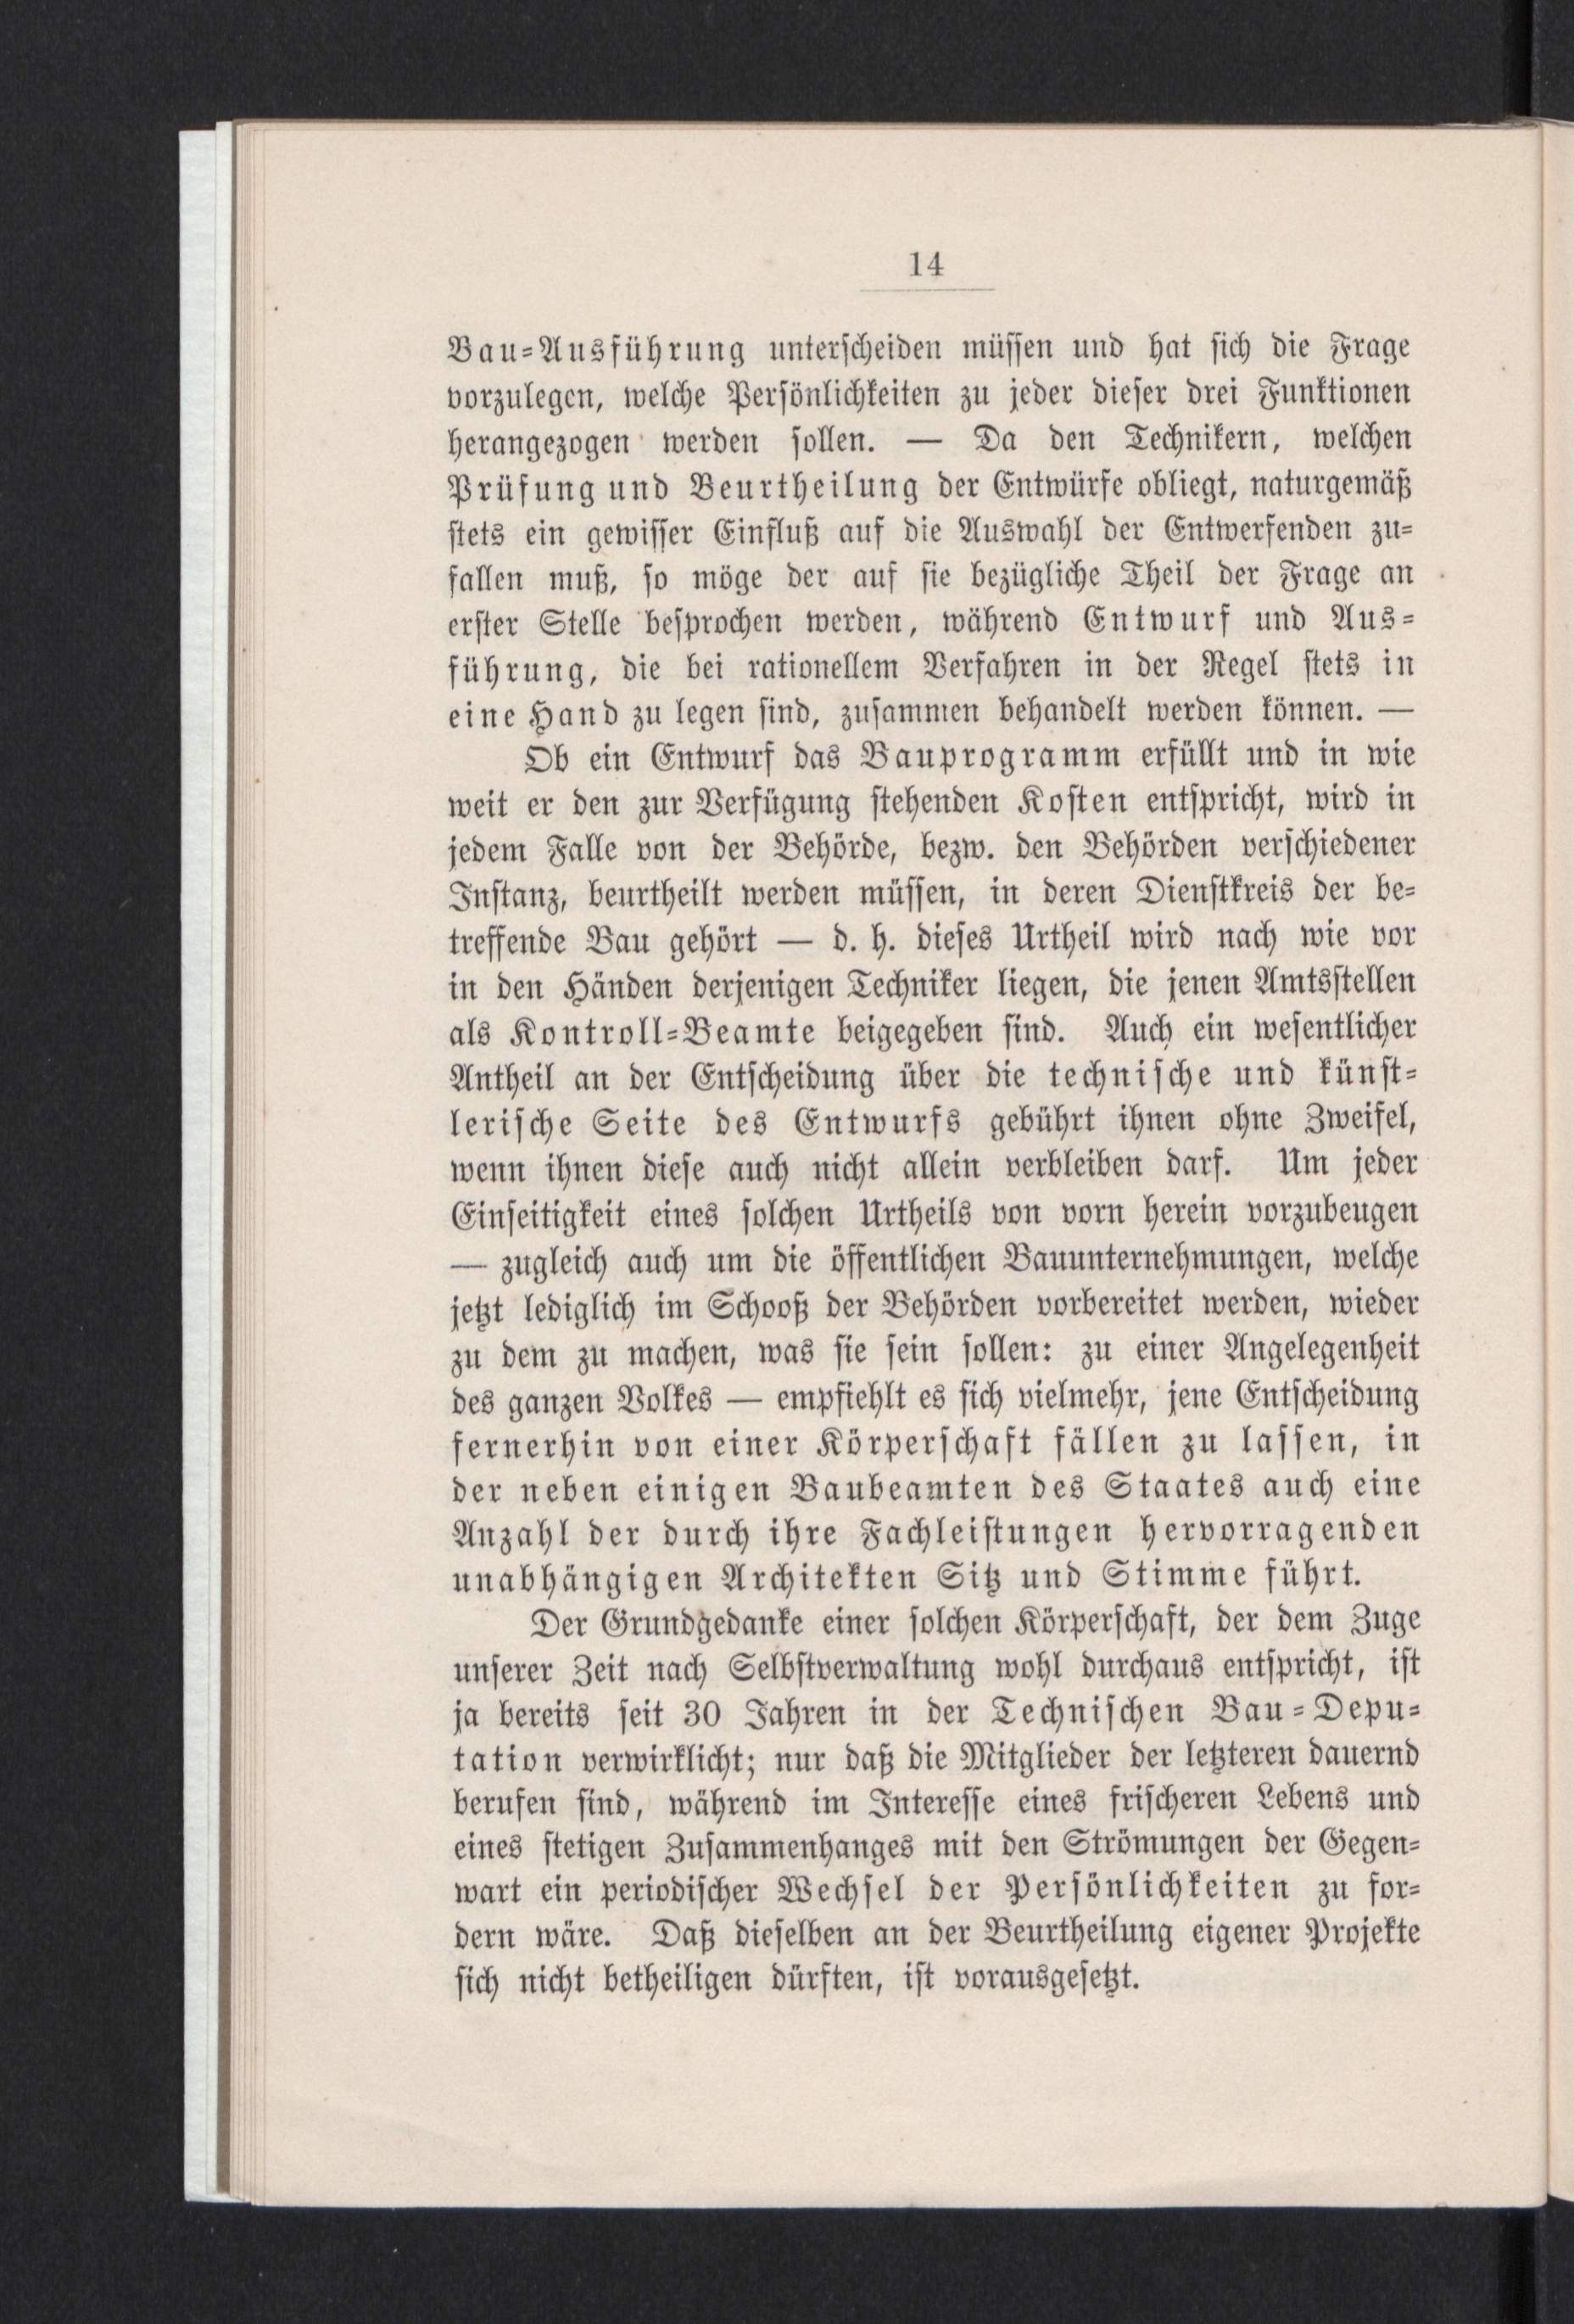 14
Bau-Ausführung unterscheiden müssen und hat sich die Frage
vorzulegen, welche Persönlichkeiten zu jeder dieser drei Funktionen
herangezogen werden sollen. — Da den Technikern, welchen
Prüfung und Beurtheilung der Entwürfe obliegt, naturgemäß
stets ein gewisser Einfluß auf die Auswahl der Entwerfenden zu-
fallen muß, so möge der auf sie bezügliche Theil der Frage an
erster Stelle besprochen werden, während Entwurf und Aus-
führung, die bei rationellem Verfahren in der Regel stets in
eine Hand zu legen sind, zusammen behandelt werden können. —
Ob ein Entwurf das Bauprogramm erfüllt und in wie
weit er den zur Verfügung stehenden Kosten entspricht, wird in
jedem Falle von der Behörde, bezw. den Behörden verschiedener
Instanz, beurtheilt werden müssen, in deren Dienstkreis der be-
treffende Bau gehört — d. h. dieses Urtheil wird nach wie vor
in den Händen derjenigen Techniker liegen, die jenen Amtsstellen
als Kontroll-Beamte beigegeben sind. Auch ein wesentlicher
Antheil an der Entscheidung über die technische und künst-
lerische Seite des Entwurfs gebührt ihnen ohne Zweifel,
wenn ihnen diese auch nicht allein verbleiben darf. Um jeder
Einseitigkeit eines solchen Urtheils von vorn herein vorzubeugen
— zugleich auch um die öffentlichen Bauunternehmungen, welche
jetzt lediglich im Schooß der Behörden vorbereitet werden, wieder
zu dem zu machen, was sie sein sollen: zu einer Angelegenheit
des ganzen Volkes — empfiehlt es sich vielmehr, jene Entscheidung
fernerhin von einer Körperschaft fällen zu lassen, in
der neben einigen Baubeamten des Staates auch eine
Anzahl der durch ihre Fachleistungen hervorragenden
unabhängigen Architekten Sitz und Stimme führt.
Der Grundgedanke einer solchen Körperschaft, der dem Zuge
unserer Zeit nach Selbstverwaltung wohl durchaus entspricht, ist
ja bereits seit 30 Jahren in der Technischen Bau-Depu-
tation verwirklicht; nur daß die Mitglieder der letzteren dauernd
berufen sind, während im Interesse eines frischeren Lebens und
eines stetigen Zusammenhanges mit den Strömungen der Gegen-
wart ein periodischer Wechsel der Persönlichkeiten zu for-
dern wäre. Daß dieselben an der Beurtheilung eigener Projekte
sich nicht betheiligen dürften, ist vorausgesetzt.